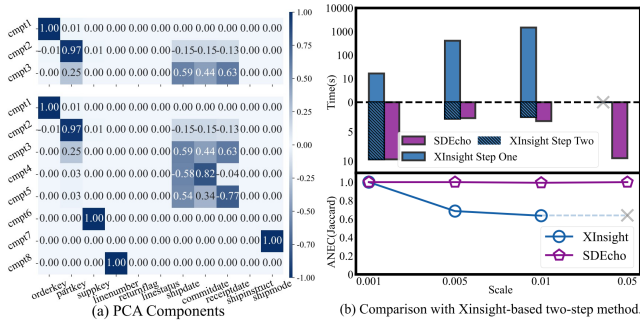 (a)
cmpt1 1.00 0.01 0.00 0.00 0.00 0.00 0.00 0.00 0.00 0.00 0.00
cmpt2 -0.01 0.97 0.01 0.00 0.00 0.00 -0.15 -0.15 -0.13 0.00 0.00
cmpt3 -0.00 0.25 0.00 0.00 0.00 0.00 0.59 0.44 0.63 0.00 0.00
cmpt1 1.00 0.01 0.00 0.00 0.00 0.00 0.00 0.00 0.00 0.00 0.00
cmpt2 -0.01 0.97 0.01 0.00 0.00 0.00 -0.15 -0.15 -0.13 0.00 0.00
cmpt3 -0.00 0.25 0.00 0.00 0.00 0.00 0.59 0.44 0.63 0.00 0.00
cmpt4 -0.00 0.03 0.00 0.00 0.00 0.00 -0.58 0.82 -0.04 0.00 0.00
cmpt5 -0.00 0.03 0.00 0.00 0.00 0.00 0.54 0.34 -0.77 0.00 0.00
cmpt6 -0.00 0.00 1.00 0.00 0.00 0.00 0.00 0.00 0.00 0.00 0.00
cmpt7 0.00 0.00 0.00 0.00 0.00 0.00 0.00 0.00 0.00 0.00 1.00
cmpt8 0.00 0.00 0.00 1.00 0.00 0.00 0.00 0.00 0.00 0.00 0.00
orderkey partkey suppkey linenumber returnflag linestatus shipdate commitdate receiptdate shipinstruct shipmode
1.00
0.75
0.50
0.25
0.00
-0.25
-0.50
-0.75
-1.00
(a) PCA Components
10000
1000
100
10
0
5
10
Time(s)
SDEcho XInsight Step Two
XInsight Step One
1.0
0.8
0.6
0.4
0.2
0.0
ANEC(Jaccard)
XInsight
SDEcho
0.001 0.005 0.01 0.05
Scale
(b) Comparison with Xinsight-based two-step method